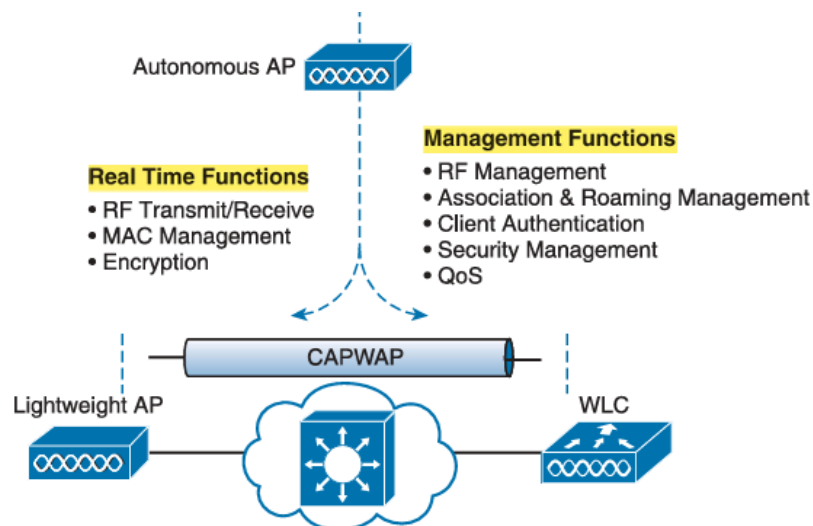 Autonomous AP
Real Time Functions
• RF Transmit/Receive
• MAC Management
• Encryption
Management Functions
• RF Management
• Association & Roaming Management
• Client Authentication
• Security Management
• QoS
CAPWAP
Lightweight AP
WLC